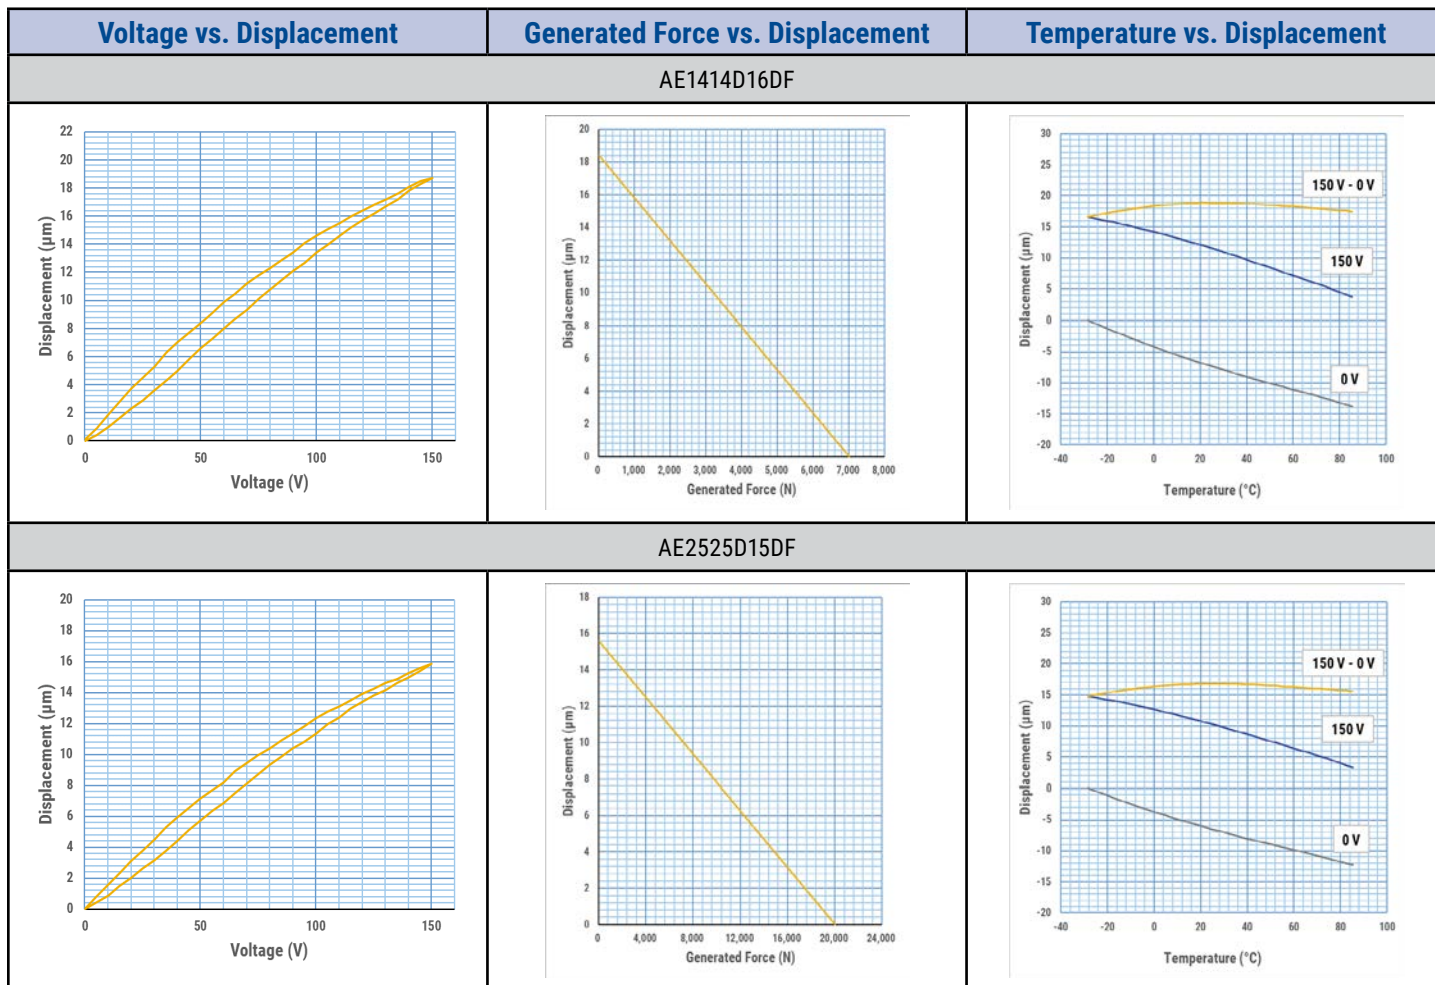 Voltage vs. Displacement Generated Force vs. Displacement Temperature vs. Displacement
AE1414D16DF
22
20
18
16
14
12
10
8
6
4
2
0
Displacement (µm)
0 50 100 150
Voltage (V)
20
18
16
14
12
10
8
6
4
2
0
Displacement (µm)
0 1,000 2,000 3,000 4,000 5,000 6,000 7,000 8,000
Generated Force (N)
30
25
20
15
10
5
0
-5
-10
-15
-20
Displacement (µm)
150 V - 0 V
150 V
0 V
-40 -20 0 20 40 60 80 100
Temperature (°C)
AE2525D15DF
20
18
16
14
12
10
8
6
4
2
0
Displacement (µm)
0 50 100 150
Voltage (V)
18
16
14
12
10
8
6
4
2
0
Displacement (µm)
0 4,000 8,000 12,000 16,000 20,000 24,000
Generated Force (N)
30
25
20
15
10
5
0
-5
-10
-15
-20
Displacement (µm)
150 V - 0 V
150 V
0 V
-40 -20 0 20 40 60 80 100
Temperature (°C)